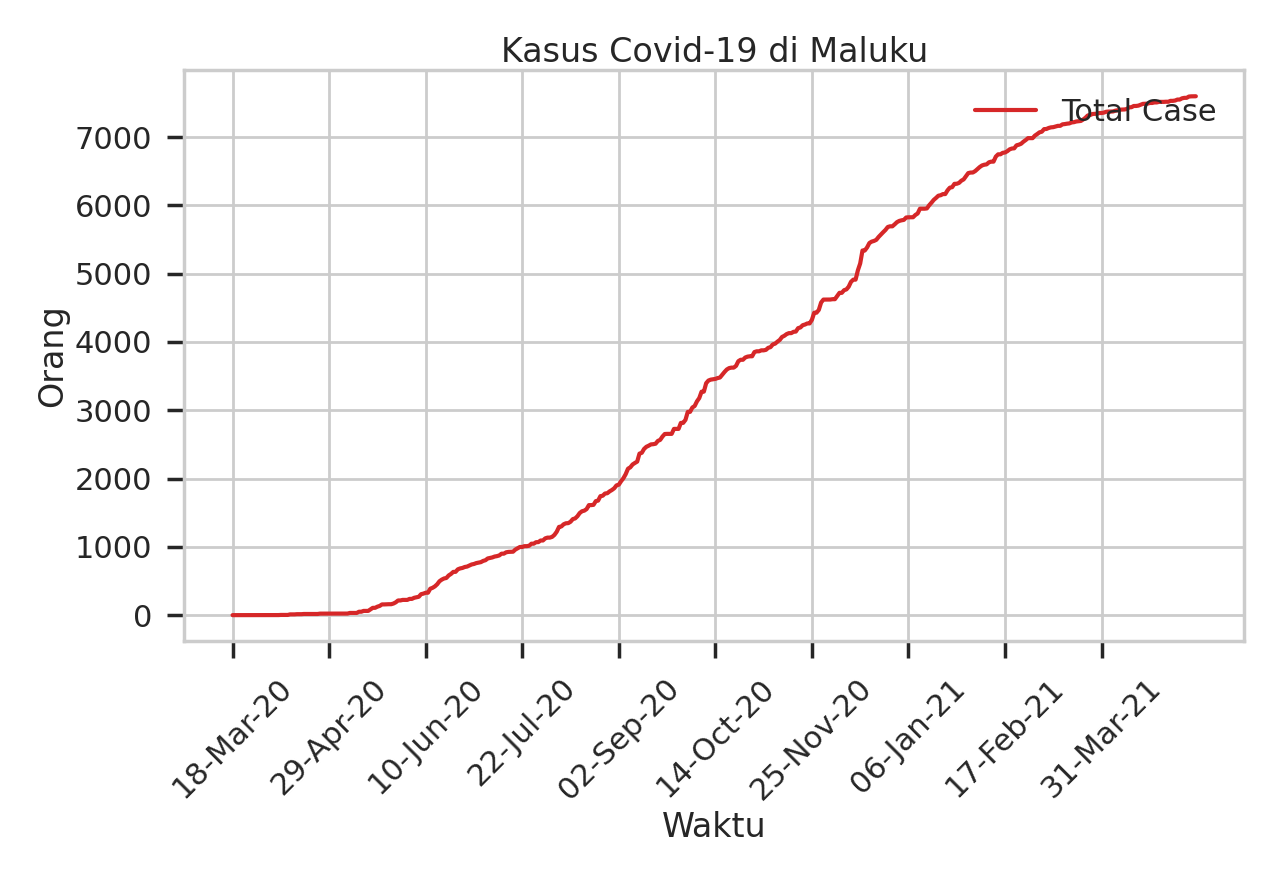 Kasus Covid-19 di Maluku
Total Case
Orang
7000
6000
5000
4000
3000
2000
1000
0
18-Mar-20
29-Apr-20
10-Jun-20
22-Jul-20
02-Sep-20
14-Oct-20
25-Nov-20
06-Jan-21
17-Feb-21
31-Mar-21
Waktu